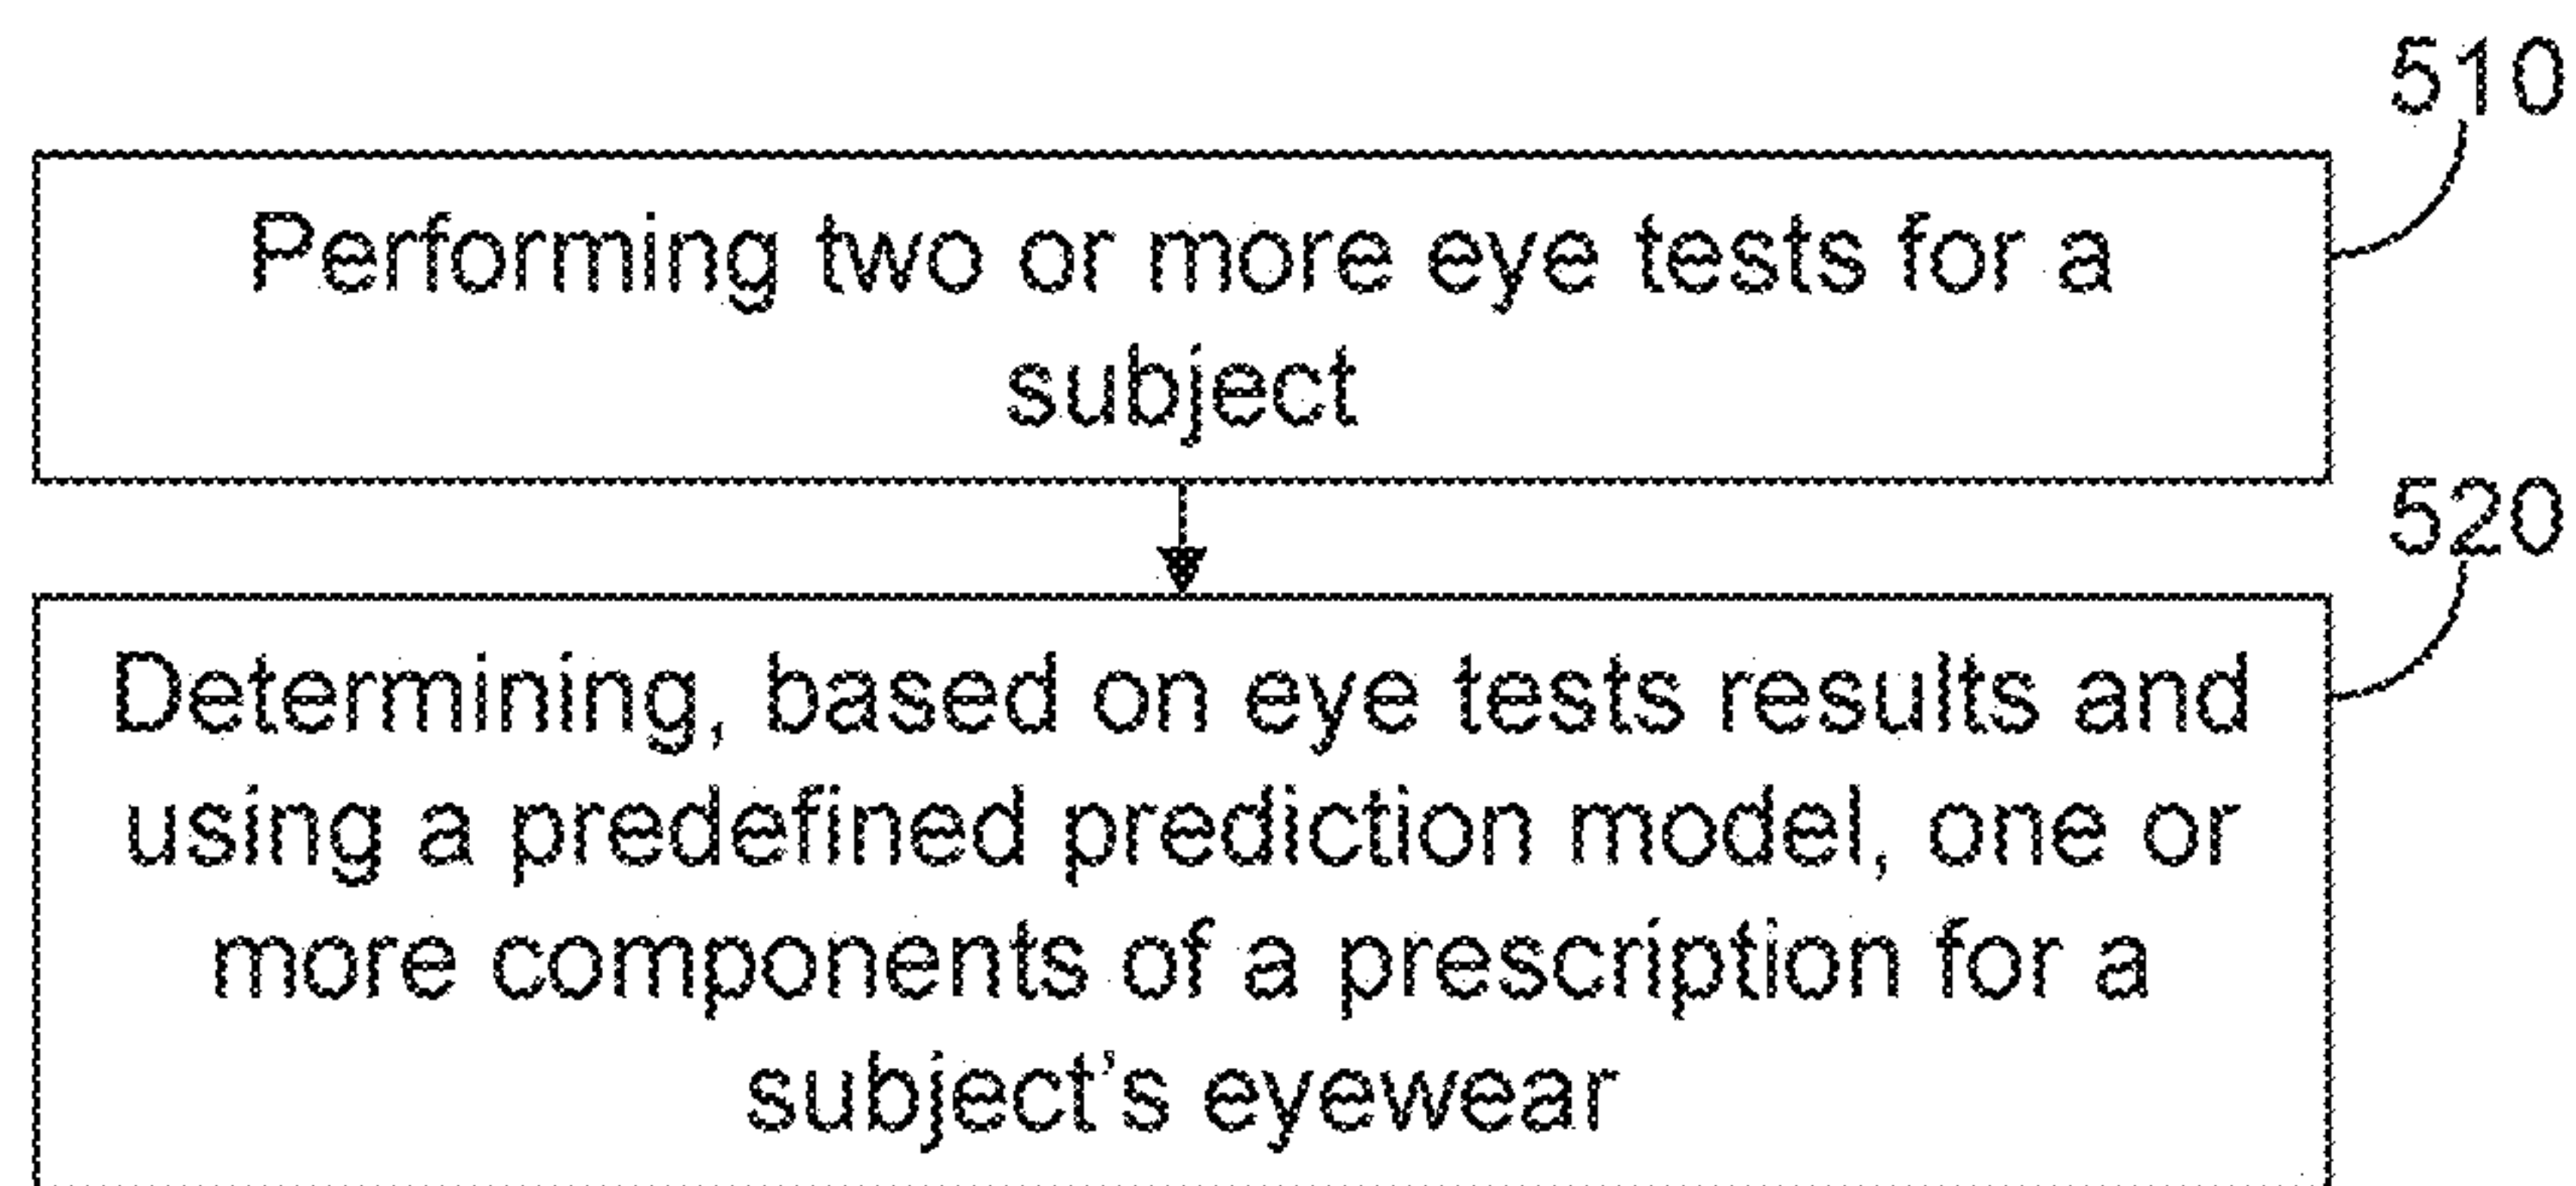 510
Performing two or more eye tests for a
subject
520
Determining, based on eye tests results and
using a predefined prediction model, one or
more components of a prescription for a
subject's eyewear